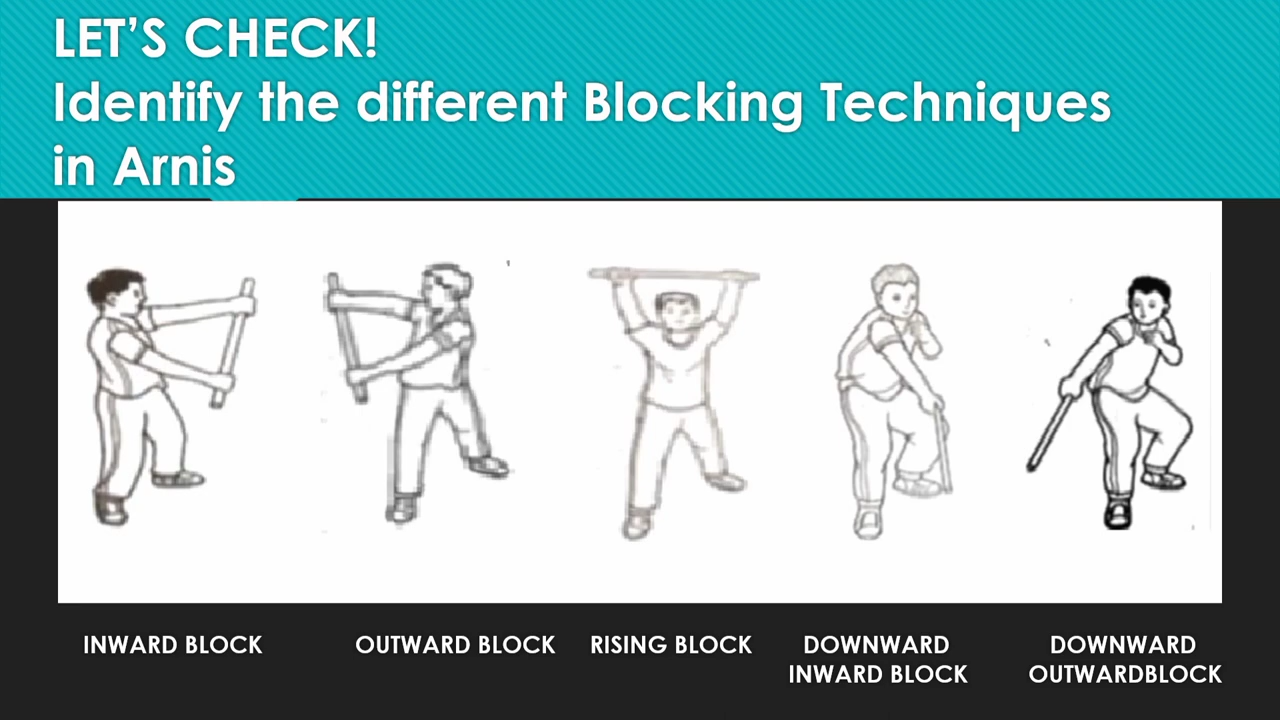 LET’S CHECK!
Identify the different Blocking Techniques
in Arnis
INWARD BLOCK
OUTWARD BLOCK
RISING BLOCK
DOWNWARD
INWARD BLOCK
DOWNWARD
OUTWARDBLOCK